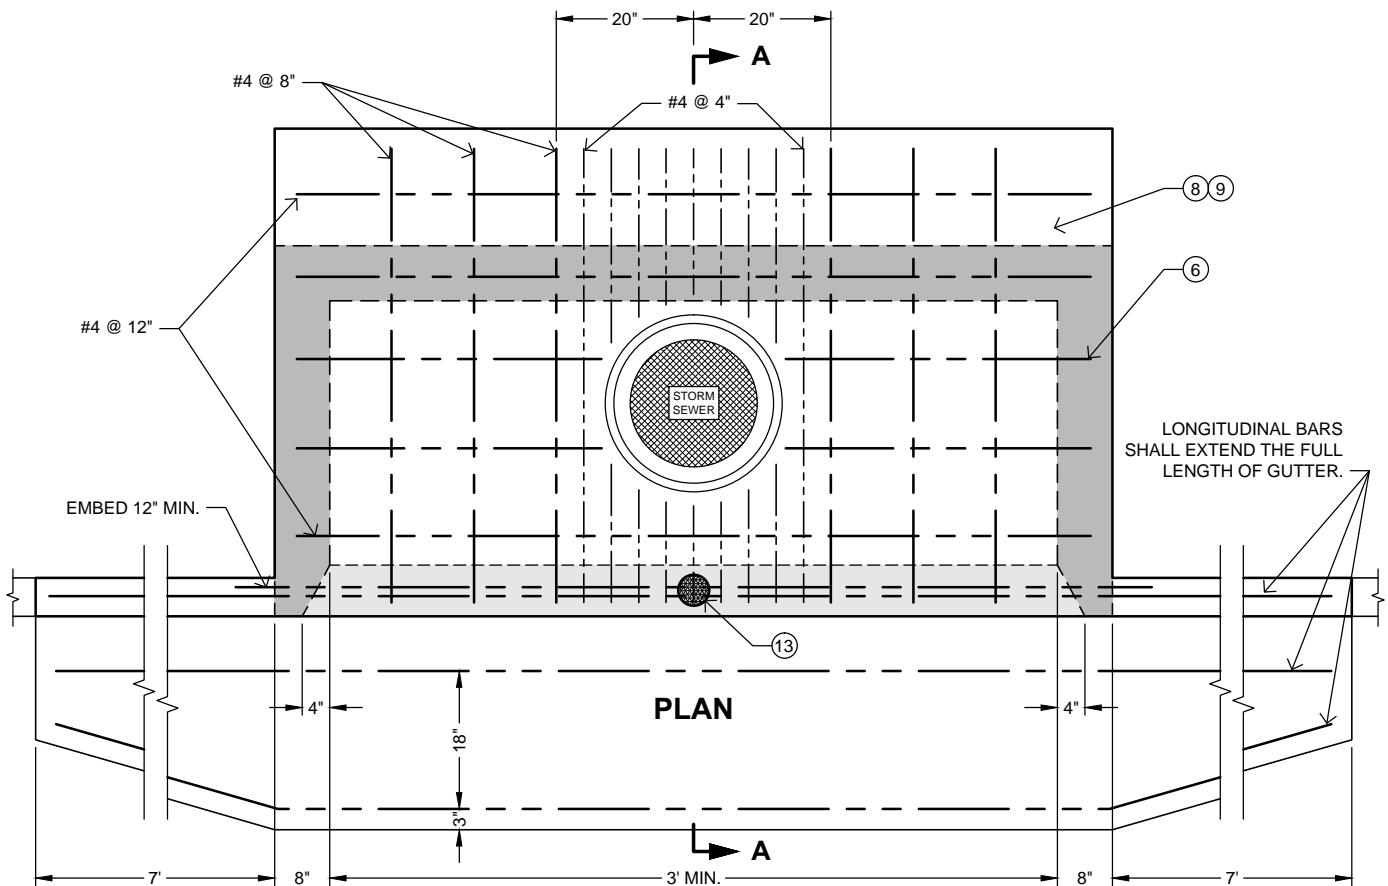 20" 20"
A
#4 @ 8"
#4 @ 4"
8 9
6
#4 @ 12"
STORM
SEWER
LONGITUDINAL BARS
SHALL EXTEND THE FULL
LENGTH OF GUTTER.
EMBED 12" MIN.
13
4" PLAN 4"
18"
3"
A
7' 8" 3' MIN. 8" 7'